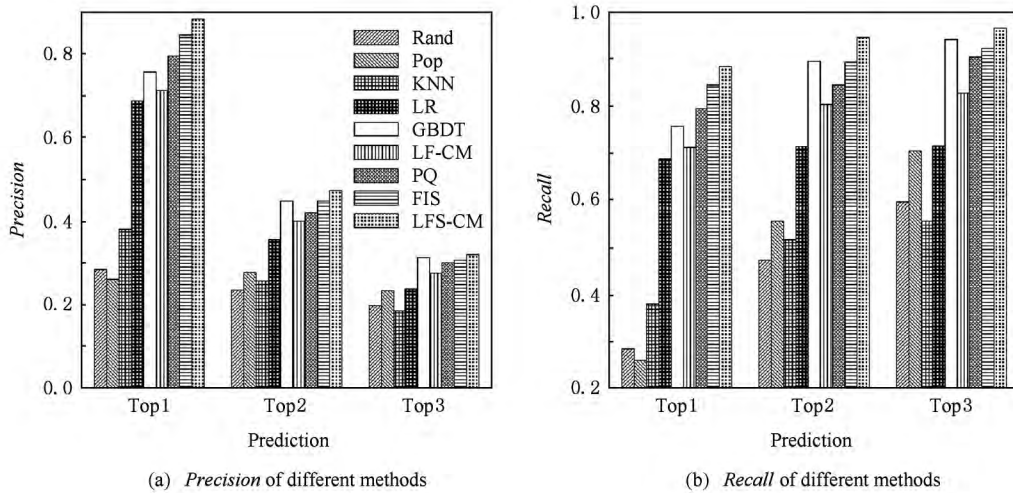 Precision
0.8
0.6
0.4
0.2
0.0
Rand
Pop
KNN
LR
GBDT
LF-CM
PQ
FIS
LFS-CM
Top1 Top2 Top3
Prediction
(a) Precision of different methods
Recall
1.0
0.8
0.6
0.4
0.2
Top1 Top2 Top3
Prediction
(b) Recall of different methods